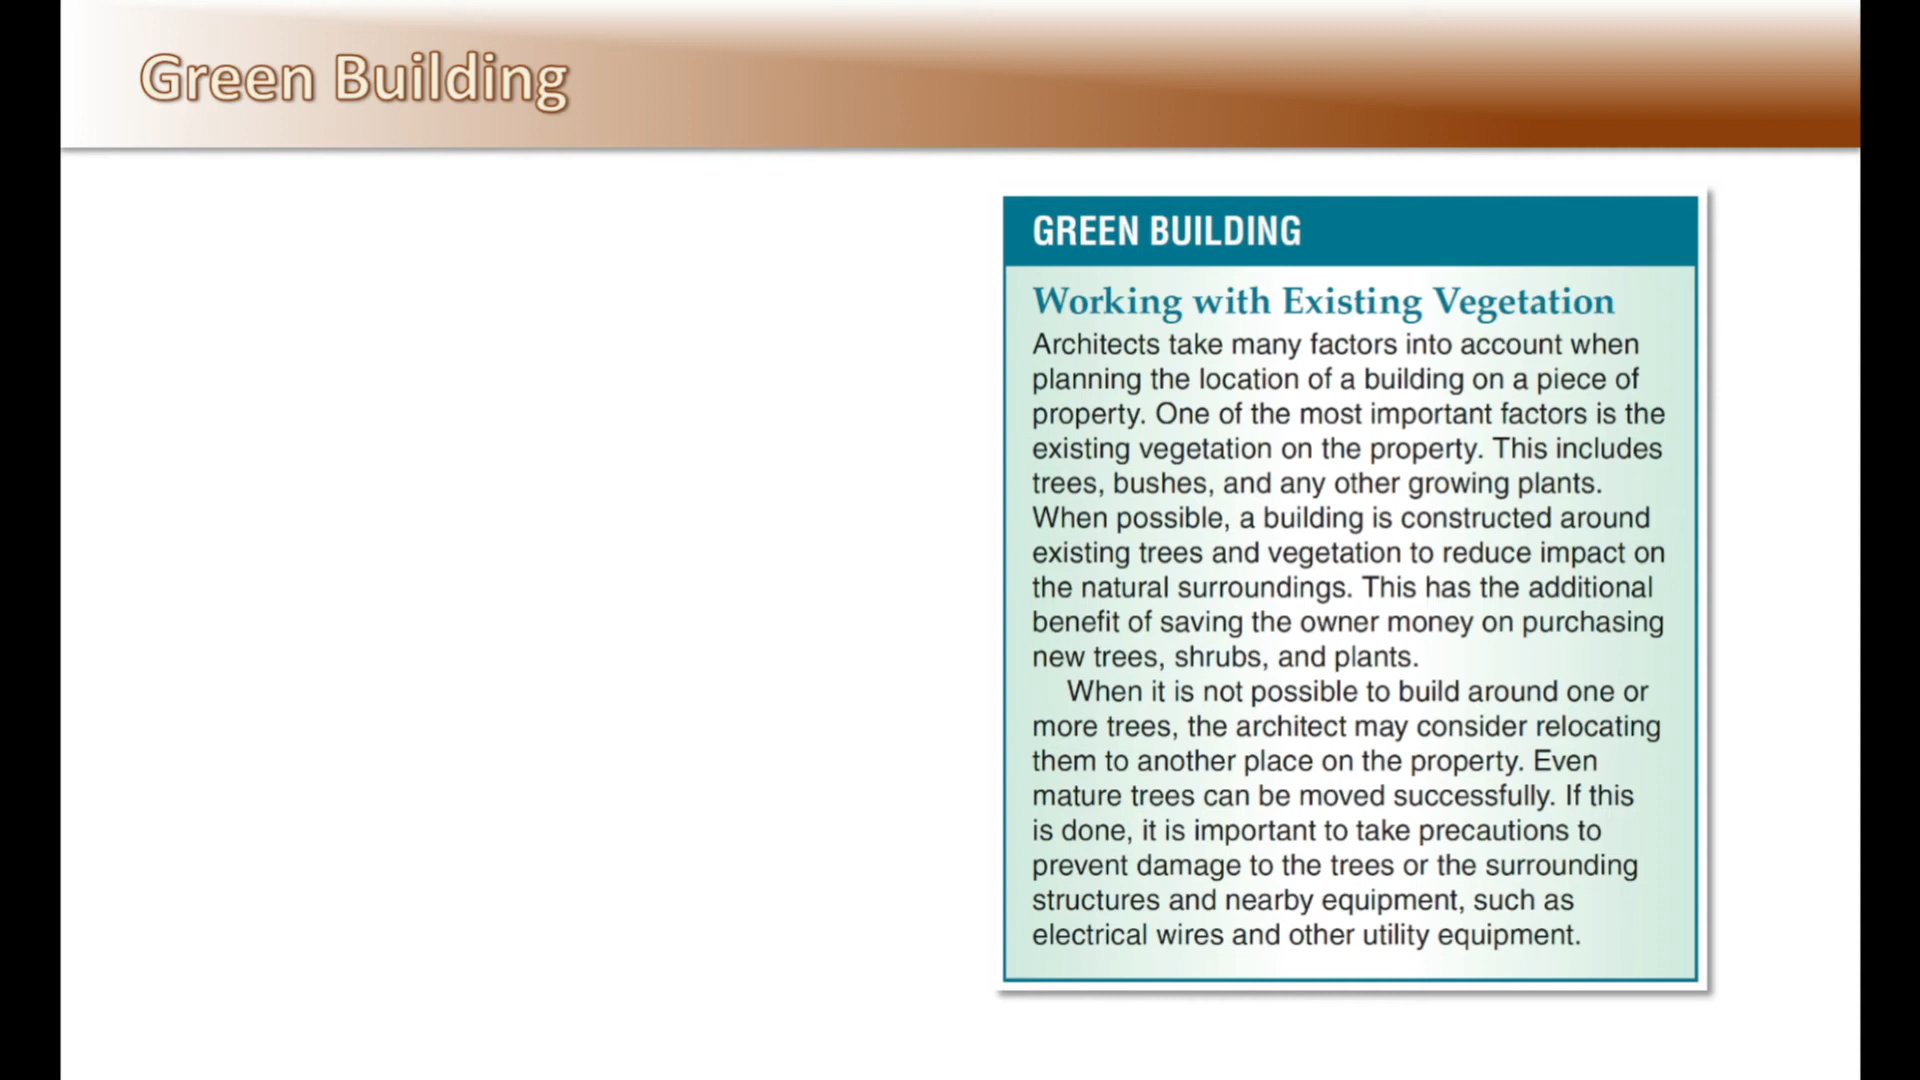 Green Building
GREEN BUILDING
Working with Existing Vegetation
Architects take many factors into account when
planning the location of a building on a piece of
property. One of the most important factors is the
existing vegetation on the property. This includes
trees, bushes, and any other growing plants.
When possible, a building is constructed around
existing trees and vegetation to reduce impact on
the natural surroundings. This has the additional
benefit of saving the owner money on purchasing
new trees, shrubs, and plants.
When it is not possible to build around one or
more trees, the architect may consider relocating
them to another place on the property. Even
mature trees can be moved successfully. If this
is done, it is important to take precautions to
prevent damage to the trees or the surrounding
structures and nearby equipment, such as
electrical wires and other utility equipment.